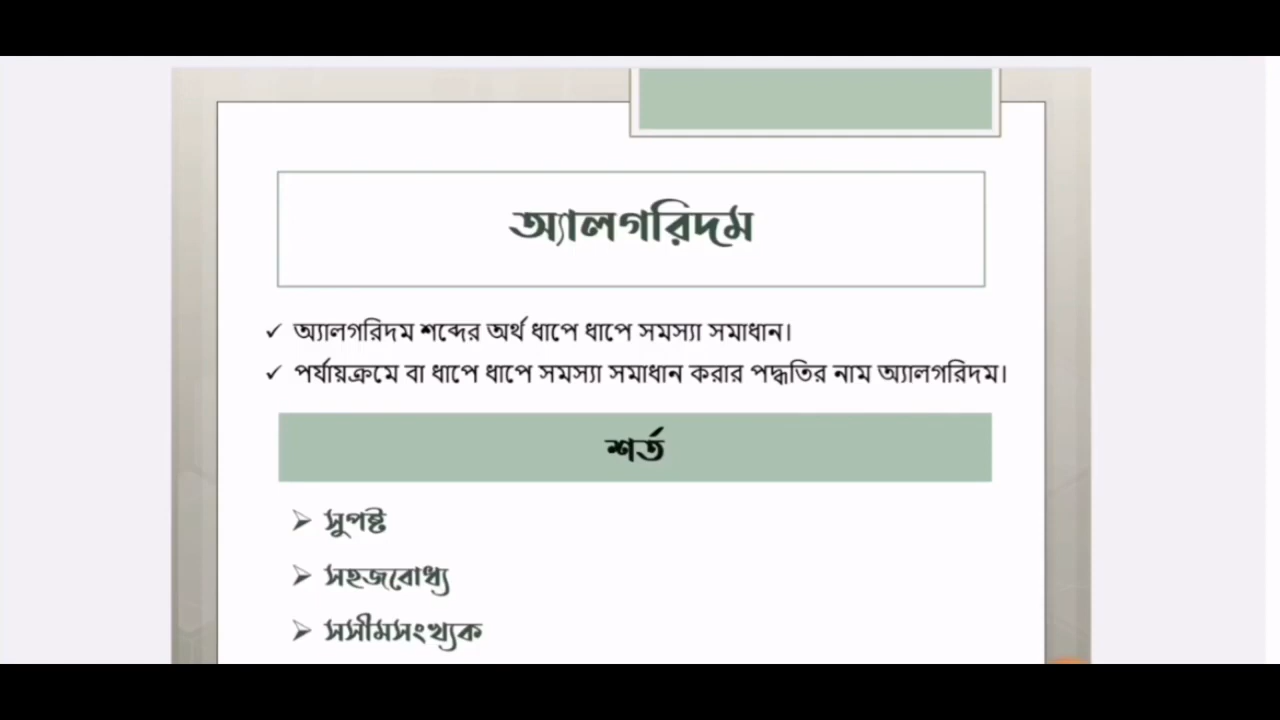 অ্যালগরিদম
✓ অ্যালগরিদম শব্দের অর্থ ধাপে ধাপে সমস্যা সমাধান।
✓ পর্যায়ক্রমে বা ধাপে ধাপে সমস্যা সমাধান করার পদ্ধতির নাম অ্যালগরিদম।
শর্ত
➢ সুপষ্ট
➢ সহজবোধ্য
➢ সসীমসংখ্যক